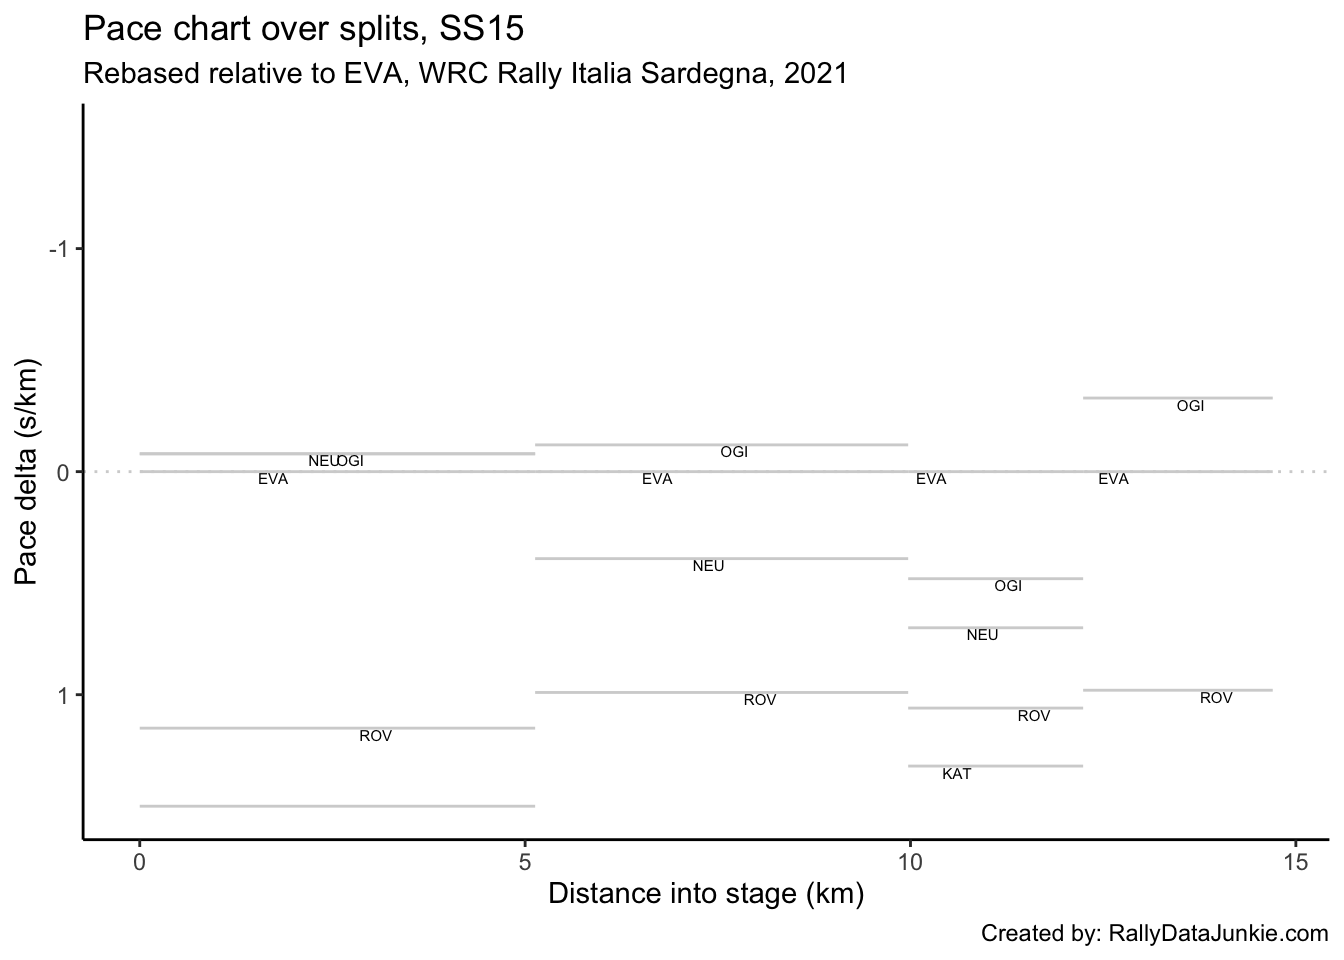 Pace chart over splits, SS15
Rebased relative to EVA, WRC Rally Italia Sardegna, 2021
Pace delta (s/km)
-1
OGI
OGI
NEU OGI
0
EVA EVA EVA EVA
NEU
OGI
NEU
1
ROV ROV
ROV
ROV
KAT
0 5 10 15
Distance into stage (km)
Created by: RallyDataJunkie.com